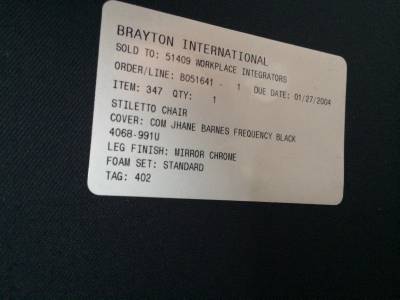 BRAYTON INTERNATIONAL
SOLD TO: 51409 WORKPLACE INTEGRATORS
ORDER/LINE: B051641 - 1 DUE DATE: 01/27/2004
ITEM: 347 QTY: 1
STILETTO CHAIR
COVER: COM JHANE BARNES FREQUENCY BLACK
4068-991U
LEG FINISH: MIRROR CHROME
FOAM SET: STANDARD
TAG: 402